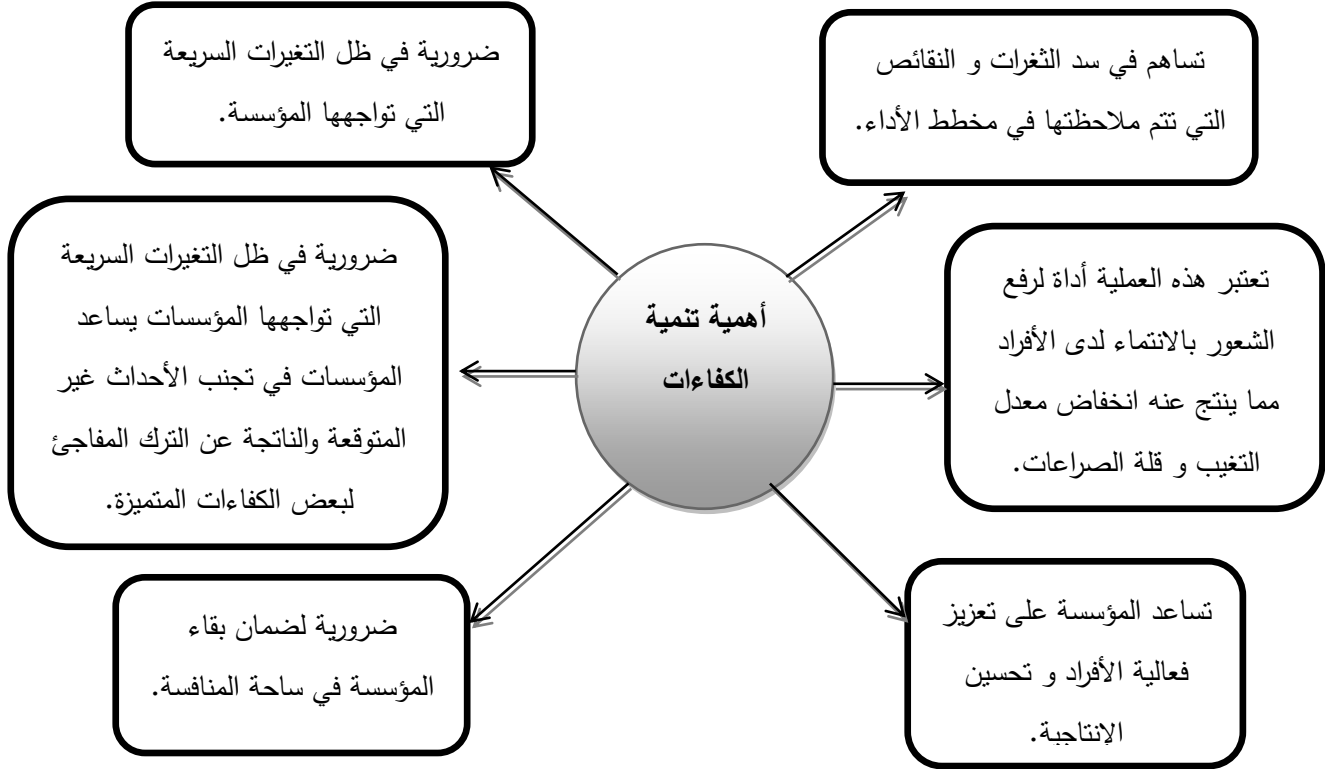 تساهم في سد الثغرات و النقائص
التي تتم ملاحظتها في مخطط الأداء.
ضرورية في ظل التغيرات السريعة
التي تواجهها المؤسسة.
تعتبر هذه العملية أداة لرفع
الشعور بالانتماء لدى الأفراد
مما ينتج عنه انخفاض معدل
التغيب و قلة الصراعات.
أهمية تنمية
الكفاءات
ضرورية في ظل التغيرات السريعة
التي تواجهها المؤسسات يساعد
المؤسسات في تجنب الأحداث غير
المتوقعة والناتجة عن الترك المفاجئ
لبعض الكفاءات المتميزة.
تساعد المؤسسة على تعزيز
فعالية الأفراد و تحسين
الإنتاجية.
ضرورية لضمان بقاء
المؤسسة في ساحة المنافسة.